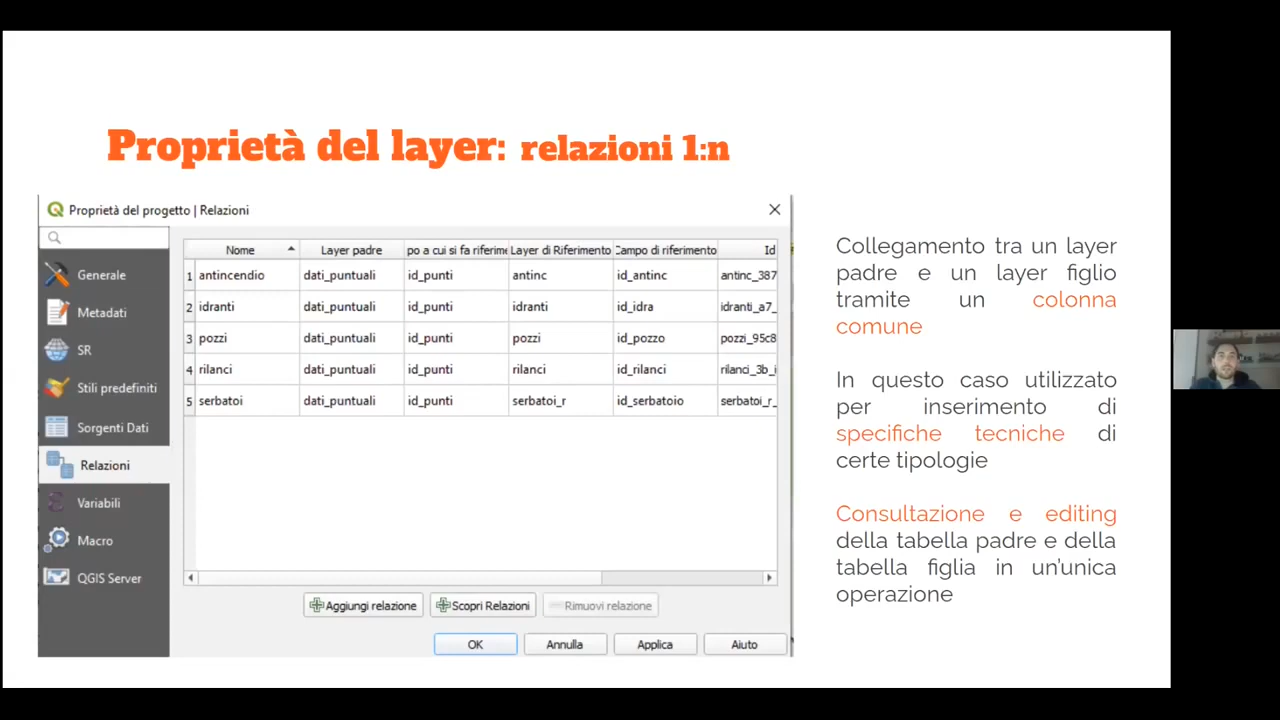 Proprietà del layer: relazioni 1:n
Proprietà del progetto | Relazioni
Generale
Metadati
SR
Stili predefiniti
Sorgenti Dati
Relazioni
Variabili
Macro
QGIS Server
Nome Layer padre po a cui si fa riferime Layer di Riferimento Campo di riferimento Id
1 antincendio dati_puntuali id_punti antinc id_antinc antinc_387
2 idranti dati_puntuali id_punti idranti id_idra idranti_a7_
3 pozzi dati_puntuali id_punti pozzi id_pozzo pozzi_95c8
4 rilanci dati_puntuali id_punti rilanci id_rilanci rilanci_3b_i
5 serbatoi dati_puntuali id_punti serbatoi_r id_serbatoio serbatoi_r_
Aggiungi relazione Scopri Relazioni Rimuovi relazione
OK Annulla Applica Aiuto
Collegamento tra un layer
padre e un layer figlio
tramite un colonna
comune
In questo caso utilizzato
per inserimento di
specifiche tecniche di
certe tipologie
Consultazione e editing
della tabella padre e della
tabella figlia in un'unica
operazione